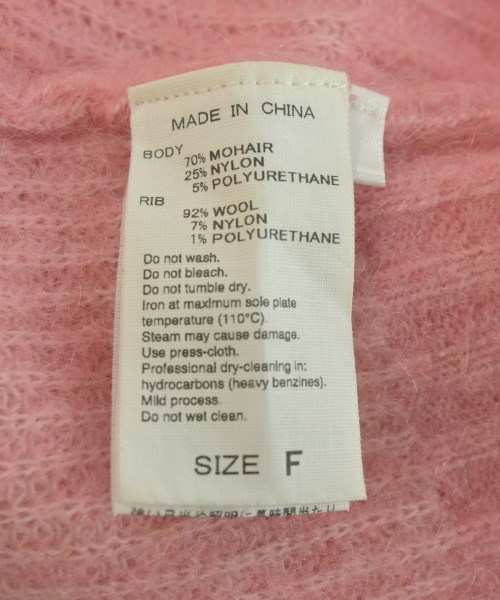 MADE IN CHINA
BODY
70% MOHAIR
25% NYLON
5% POLYURETHANE
RIB
92% WOOL
7% NYLON
1% POLYURETHANE
Do not wash.
Do not bleach.
Do not tumble dry.
Iron at maximum sole plate
temperature (110°C).
Steam may cause damage.
Use press-cloth.
Professional dry-cleaning in:
hydrocarbons (heavy benzines).
Mild process.
Do not wet clean.
SIZE F